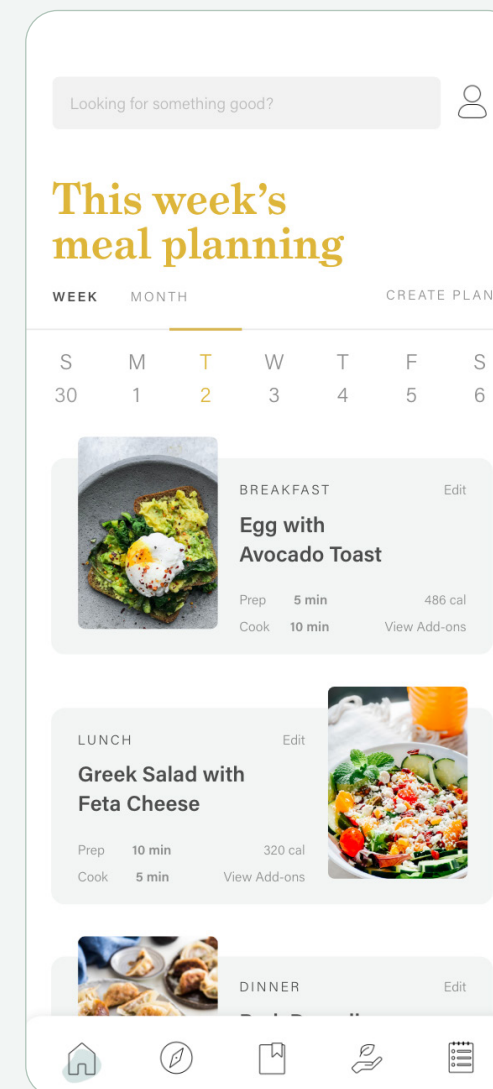 Looking for something good?
This week's
meal planning
WEEK MONTH CREATE PLAN
S M T W T F S
30 1 2 3 4 5 6
BREAKFAST Edit
Egg with
Avocado Toast
Prep 5 min 486 cal
Cook 10 min View Add-ons
LUNCH Edit
Greek Salad with
Feta Cheese
Prep 10 min 320 cal
Cook 5 min View Add-ons
DINNER Edit